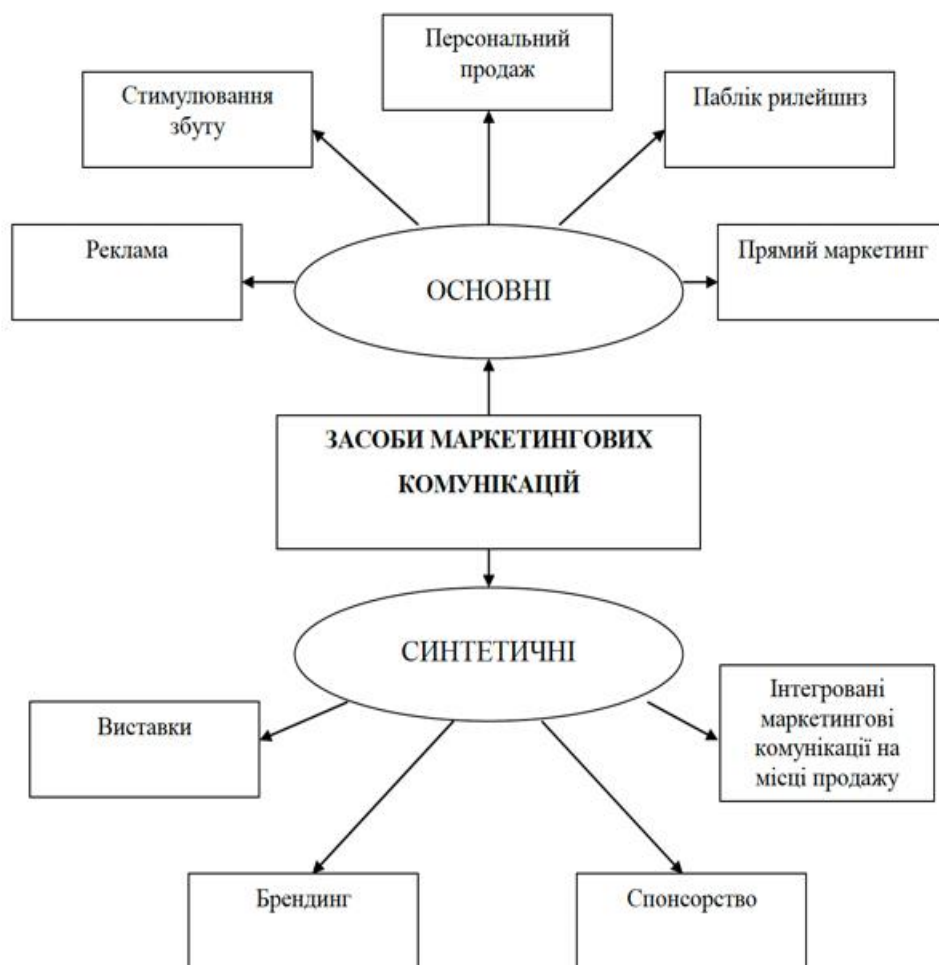 Персональний
продаж
Стимулювання
збуту
Паблік рилейшнз
Реклама
Прямий маркетинг
ОСНОВНІ
ЗАСОБИ МАРКЕТИНГОВИХ
КОМУНІКАЦІЙ
СИНТЕТИЧНІ
Виставки
Інтегровані
маркетингові
комунікації на
місці продажу
Брендинг
Спонсорство